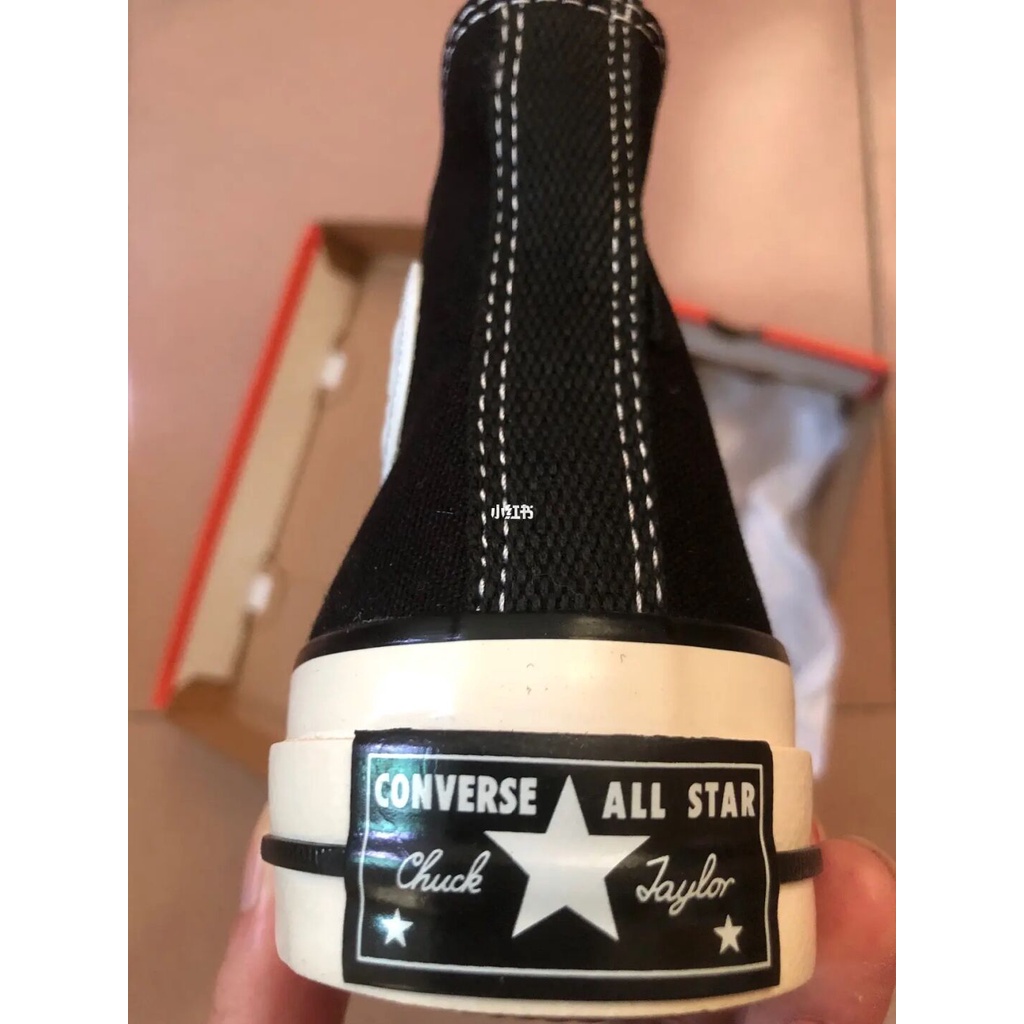 小红书
CONVERSE ALL STAR
Chuck Taylor